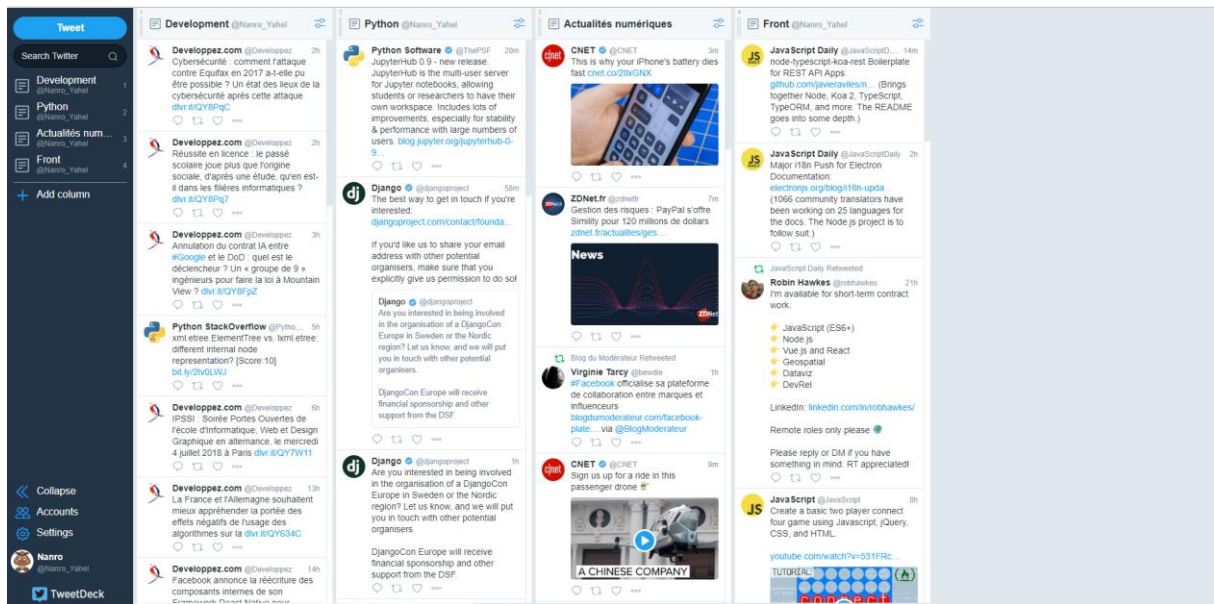 Tweet
Search Twitter
Development
@Nanro_Yahel
1
Python
@Nanro_Yahel
2
Actualités num...
@Nanro_Yahel
3
Front
@Nanro_Yahel
4
Add column
Collapse
Accounts
Settings
Nanro
@Nanro_Yahel
TweetDeck
1
Development @Nanro_Yahel
Developpez.com @Developpez 2h
Cybersécurité : comment l'attaque
contre Equifax en 2017 a-t-elle pu
être possible ? Un état des lieux de la
cybersécurité après cette attaque
dlvr.it/QY8PqC
Developpez.com @Developpez 2h
Réussite en licence : le passé
scolaire joue plus que l'origine
sociale, d'après une étude, qu'en est-
il dans les filières informatiques ?
dlvr.it/QY8Pq7
Developpez.com @Developpez 3h
Annulation du contrat IA entre
#Google et le DoD : quel est le
déclencheur ? Un « groupe de 9 »
ingénieurs pour faire la loi à Mountain
View ? dlvr.it/QY8FpZ
Python StackOverflow @Pytho... 5h
xml.etree.ElementTree vs. lxml.etree:
different internal node
representation? [Score:10]
bit.ly/2tv0LWJ
Developpez.com @Developpez 6h
IPSSI : Soirée Portes Ouvertes de
l'école d'Informatique, Web et Design
Graphique en alternance, le mercredi
4 juillet 2018 à Paris dlvr.it/QY7W11
Developpez.com @Developpez 13h
La France et l'Allemagne souhaitent
mieux appréhender la portée des
effets négatifs de l'usage des
algorithmes sur la dlvr.it/QY634C
Developpez.com @Developpez 14h
Facebook annonce la réécriture des
composants internes de son
Framework React Native pour
2
Python @Nanro_Yahel
Python Software @ThePSF 20m
JupyterHub 0.9 - new release.
JupyterHub is the multi-user server
for Jupyter notebooks, allowing
students or researchers to have their
own workspace. Includes lots of
improvements, especially for stability
& performance with large numbers of
users. blog.jupyter.org/jupyterhub-0-
9...
Django @djangoproject 58m
The best way to get in touch if you're
interested:
djangoproject.com/contact/founda...
If you'd like us to share your email
address with other potential
organisers, make sure that you
explicitly give us permission to do so!
Django @djangoproject
Are you interested in being involved
in the organisation of a DjangoCon
Europe in Sweden or the Nordic
region? Let us know, and we will put
you in touch with other potential
organisers.
DjangoCon Europe will receive
financial sponsorship and other
support from the DSF.
Django @djangoproject 1h
Are you interested in being involved
in the organisation of a DjangoCon
Europe in Sweden or the Nordic
region? Let us know, and we will put
you in touch with other potential
organisers.
DjangoCon Europe will receive
financial sponsorship and other
support from the DSF.
3
Actualités numériques
CNET @CNET 3m
This is why your iPhone's battery dies
fast cnet.co/2tlxGNX
ZDNet.fr @zdnetfr 7m
Gestion des risques : PayPal s'offre
Simility pour 120 millions de dollars
zdnet.fr/actualites/ges...
News
ZDNet
Blog du Modérateur Retweeted
Virginie Tarcy @bewdie 1h
#Facebook officialise sa plateforme
de collaboration entre marques et
influenceurs
blogdumoderateur.com/facebook-
plate... via @BlogModerateur
CNET @CNET 9m
Sign us up for a ride in this
passenger drone
A CHINESE COMPANY
4
Front @Nanro_Yahel
JavaScript Daily @JavaScriptD... 14m
node-typescript-koa-rest Boilerplate
for REST API Apps:
github.com/javieraviles/n... (Brings
together Node, Koa 2, TypeScript,
TypeORM, and more. The README
goes into some depth.)
JavaScript Daily @JavaScriptDaily 2h
Major i18n Push for Electron
Documentation:
electronjs.org/blog/i18n-upda...
(1066 community translators have
been working on 25 languages for
the docs. The Node.js project is to
follow suit.)
JavaScript Daily Retweeted
Robin Hawkes @robhawkes 21h
I'm available for short-term contract
work.
JavaScript (ES6+)
Node.js
Vue.js and React
Geospatial
Dataviz
DevRel
LinkedIn: linkedin.com/in/robhawkes/
Remote roles only please
Please reply or DM if you have
something in mind. RT appreciated!
JavaScript @JavaScript 8h
Create a basic two player connect
four game using Javascript, jQuery,
CSS, and HTML.
youtube.com/watch?v=531FRc...
TUTORIAL